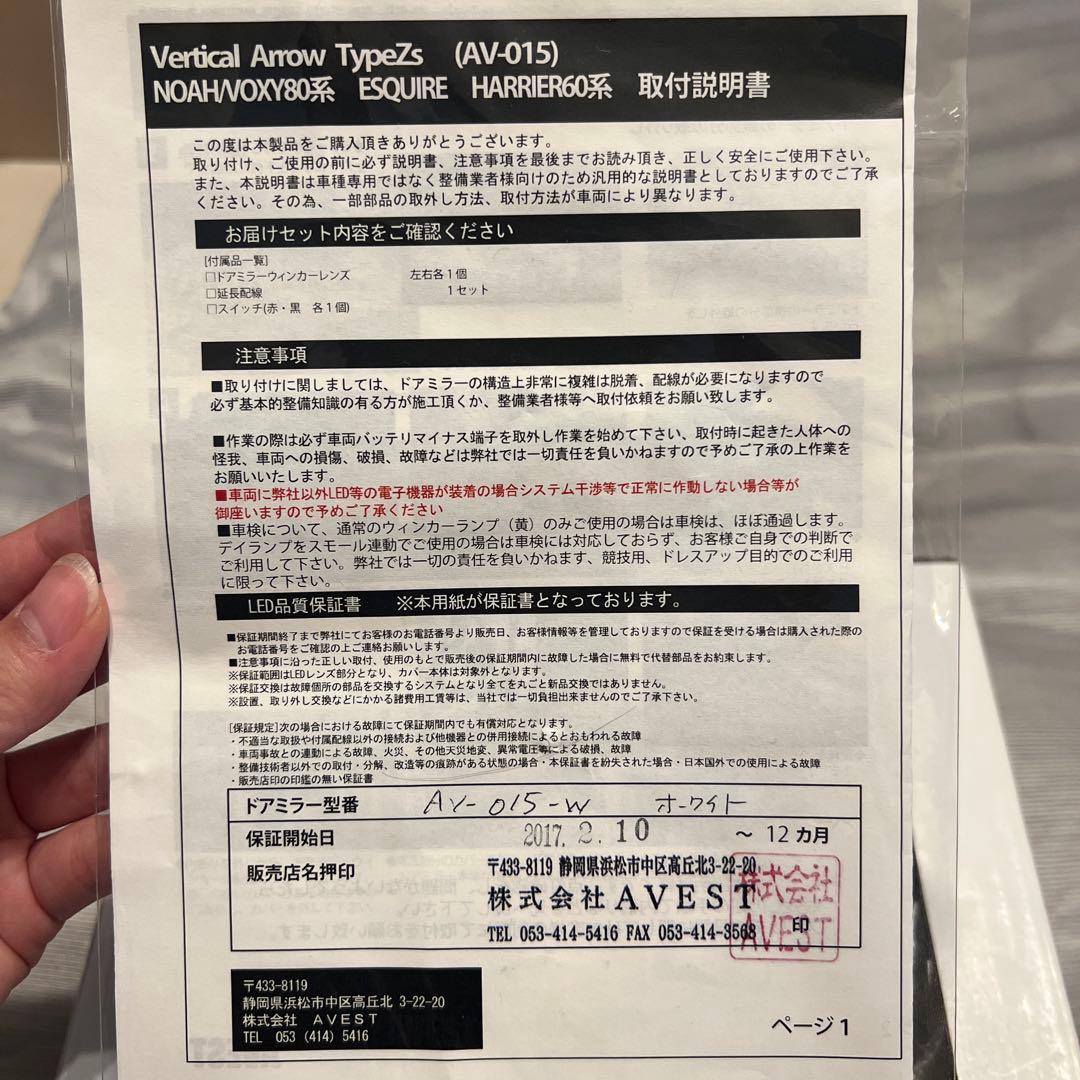 Vertical Arrow TypeZs (AV-015)
NOAH/VOXY80系 ESQUIRE HARRIER60系 取付説明書
この度は本製品をご購入頂きありがとうございます。
取り付け、ご使用の前に必ず説明書、注意事項を最後までお読み頂き、正しく安全にご使用下さい。
また、本説明書は車種専用ではなく整備業者様向けのため汎用的な説明書としておりますのでご了承
ください。その為、一部部品の取外し方法、取付方法が車両により異なります。
お届けセット内容をご確認ください
[付属品一覧]
□ドアミラーウィンカーレンズ 左右各１個
□延長配線 １セット
□スイッチ(赤・黒 各１個)
注意事項
■取り付けに関しましては、ドアミラーの構造上非常に複雑は脱着、配線が必要になりますので
必ず基本的整備知識の有る方が施工頂くか、整備業者様等へ取付依頼をお願い致します。
■作業の際は必ず車両バッテリマイナス端子を取外し作業を始めて下さい、取付時に起きた人体への
怪我、車両への損傷、破損、故障などは弊社では一切責任を負いかねますので予めご了承の上作業を
お願いいたします。
■車両に弊社以外LED等の電子機器が装着の場合システム干渉等で正常に作動しない場合等が
御座いますので予めご了承ください
■車検について、通常のウィンカーランプ（黄）のみご使用の場合は車検は、ほぼ通過します。
デイランプをスモール連動でご使用の場合は車検には対応しておらず、お客様ご自身での判断で
ご利用して下さい。弊社では一切の責任を負いかねます、競技用、ドレスアップ目的でのご利用
に限って下さい。
LED品質保証書 ※本用紙が保証書となっております。
■保証期間終了まで弊社にてお客様のお電話番号より販売日、お客様情報等を管理しておりますので保証を受ける場合は購入された際の
お電話番号をご確認の上ご連絡お願いします。
■注意事項に沿った正しい取付、使用のもとで販売後の保証期間内に故障した場合に無料で代替部品をお約束します。
※保証範囲はLEDレンズ部分となり、カバー本体は対象外となります。
※保証交換は故障個所の部品を交換するシステムとなり全てを丸ごと新品交換ではありません。
※設置、取り外し交換などにかかる諸費用工賃等は、当社では一切負担出来ませんのでご了承下さい。
[保証規定]次の場合における故障にて保証期間内でも有償対応となります。
・不適当な取扱や付属配線以外の接続および他機器との併用接続によるとおもわれる故障
・車両事故との連動による故障、火災、その他天災地変、異常電圧等による破損、故障
・整備技術者以外での取付・分解、改造等の痕跡がある状態の場合・本保証書を紛失された場合・日本国外での使用による故障
・販売店印の印鑑の無い保証書
ドアミラー型番 AV-015-W ホワイト
保証開始日 2017. 2. 10 ～ 12カ月
販売店名押印
〒433-8119 静岡県浜松市中区高丘北3-22-20
株式会社AVEST
TEL 053-414-5416 FAX 053-414-3568
株式会社
AVEST
印
〒433-8119
静岡県浜松市中区高丘北 3-22-20
株式会社 ＡＶＥＳＴ
TEL 053（414）5416
ページ1